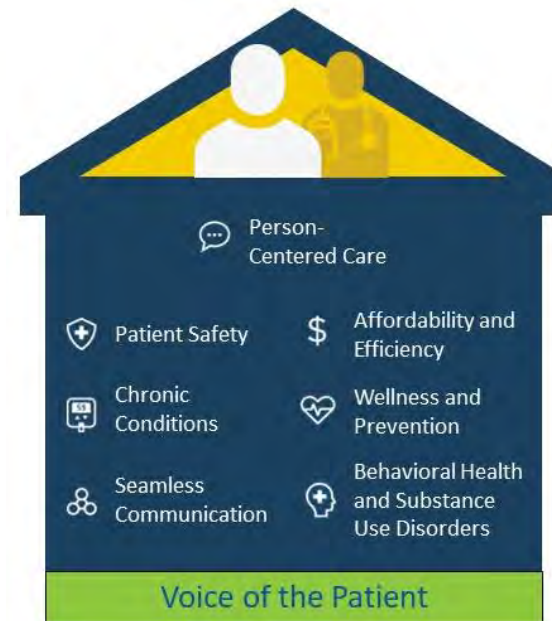 Person-
Centered Care
Patient Safety
Affordability and
Efficiency
Chronic
Conditions
Wellness and
Prevention
Seamless
Communication
Behavioral Health
and Substance
Use Disorders
Voice of the Patient